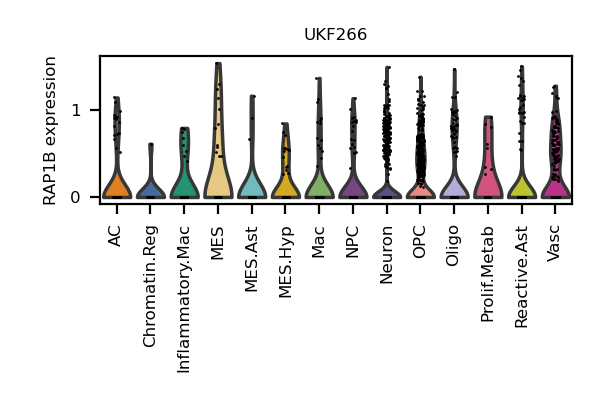 UKF266
RAP1B expression
1
0
AC
Chromatin.Reg
Inflammatory.Mac
MES
MES.Ast
MES.Hyp
Mac
NPC
Neuron
OPC
Oligo
Prolif.Metab
Reactive.Ast
Vasc